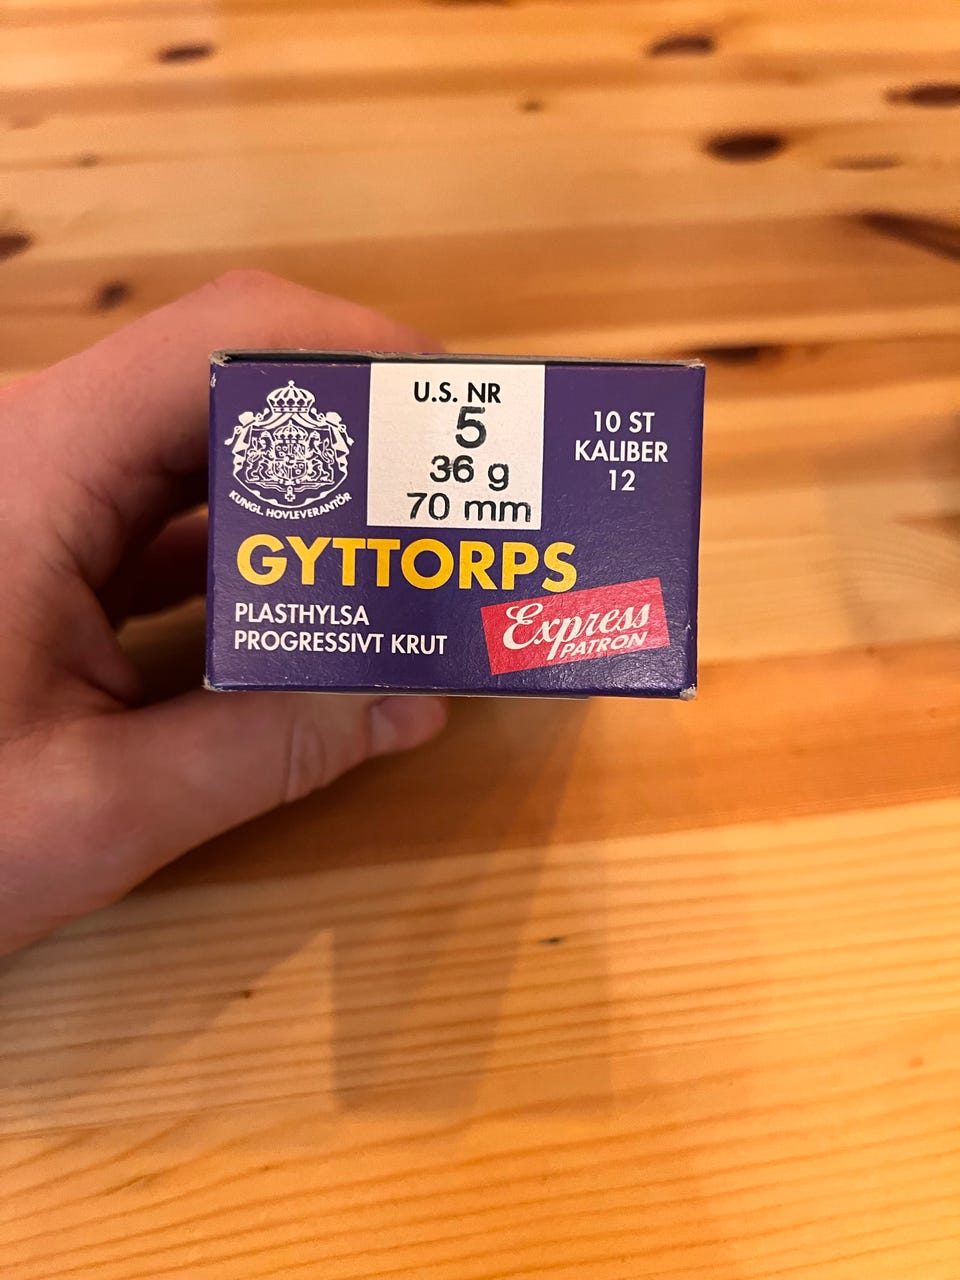 U.S. NR
5
36 g
70 mm
10 ST
KALIBER
12
KUNGL. HOVLEVERANTÖR
GYTTORPS
PLASTHYLSA
PROGRESSIVT KRUT
Express
PATRON